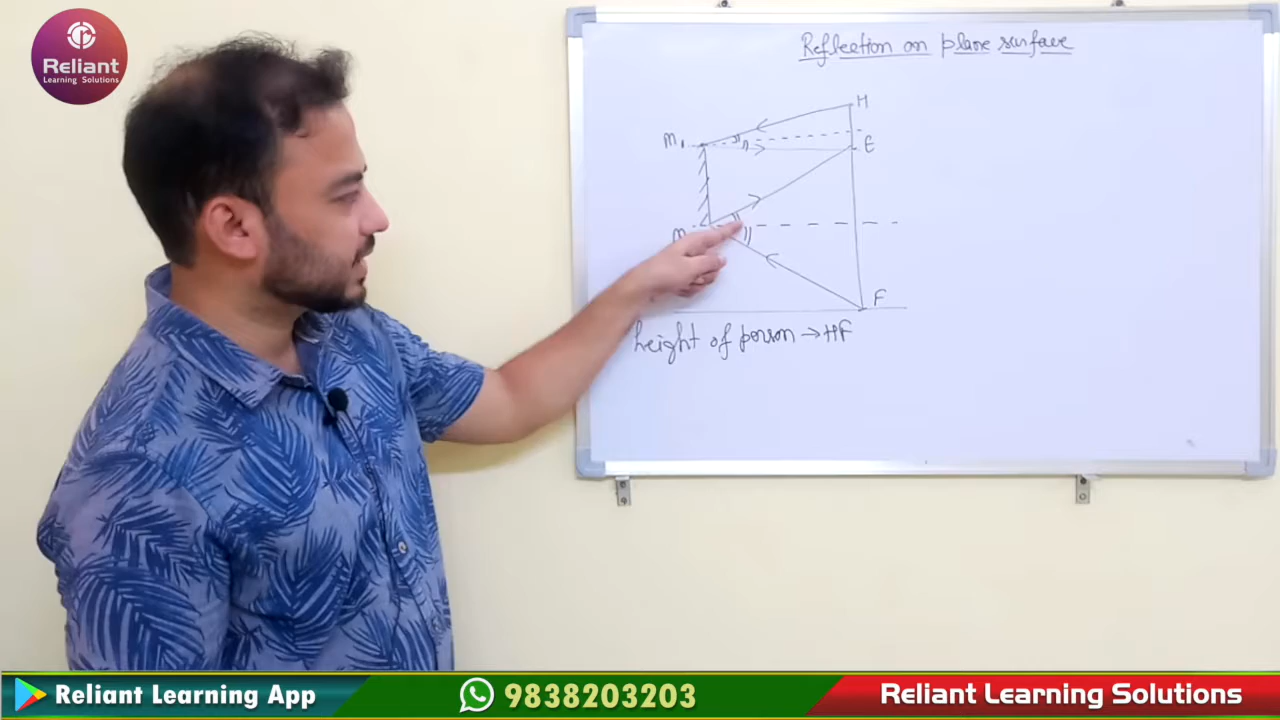 Reliant
Learning Solutions
Reflection on plane surface
H
M1
E
M
F
height of person → HF
Reliant Learning App
9838203203
Reliant Learning Solutions